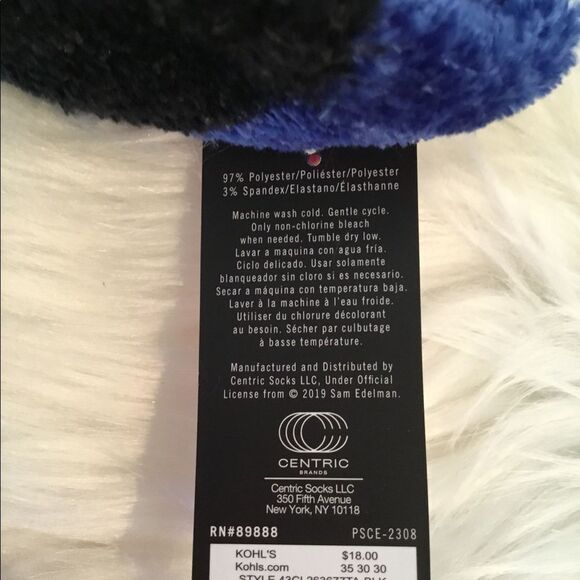 97% Polyester/Poliéster/Polyester
3% Spandex/Elastano/Élasthanne
Machine wash cold. Gentle cycle.
Only non-chlorine bleach
when needed. Tumble dry low.
Lavar a maquina con agua fría.
Ciclo delicado. Usar solamente
blanqueador sin cloro si es necesario.
Secar a máquina con temperatura baja.
Laver à la machine à l'eau froide.
Utiliser du chlorure décolorant
au besoin. Sécher par culbutage
à basse température.
Manufactured and Distributed by
Centric Socks LLC, Under Official
License from © 2019 Sam Edelman.
CENTRIC
BRANDS
Centric Socks LLC
350 Fifth Avenue
New York, NY 10118
RN#89888 PSCE-2308
KOHL'S $18.00
Kohls.com 35 30 30
STYLE